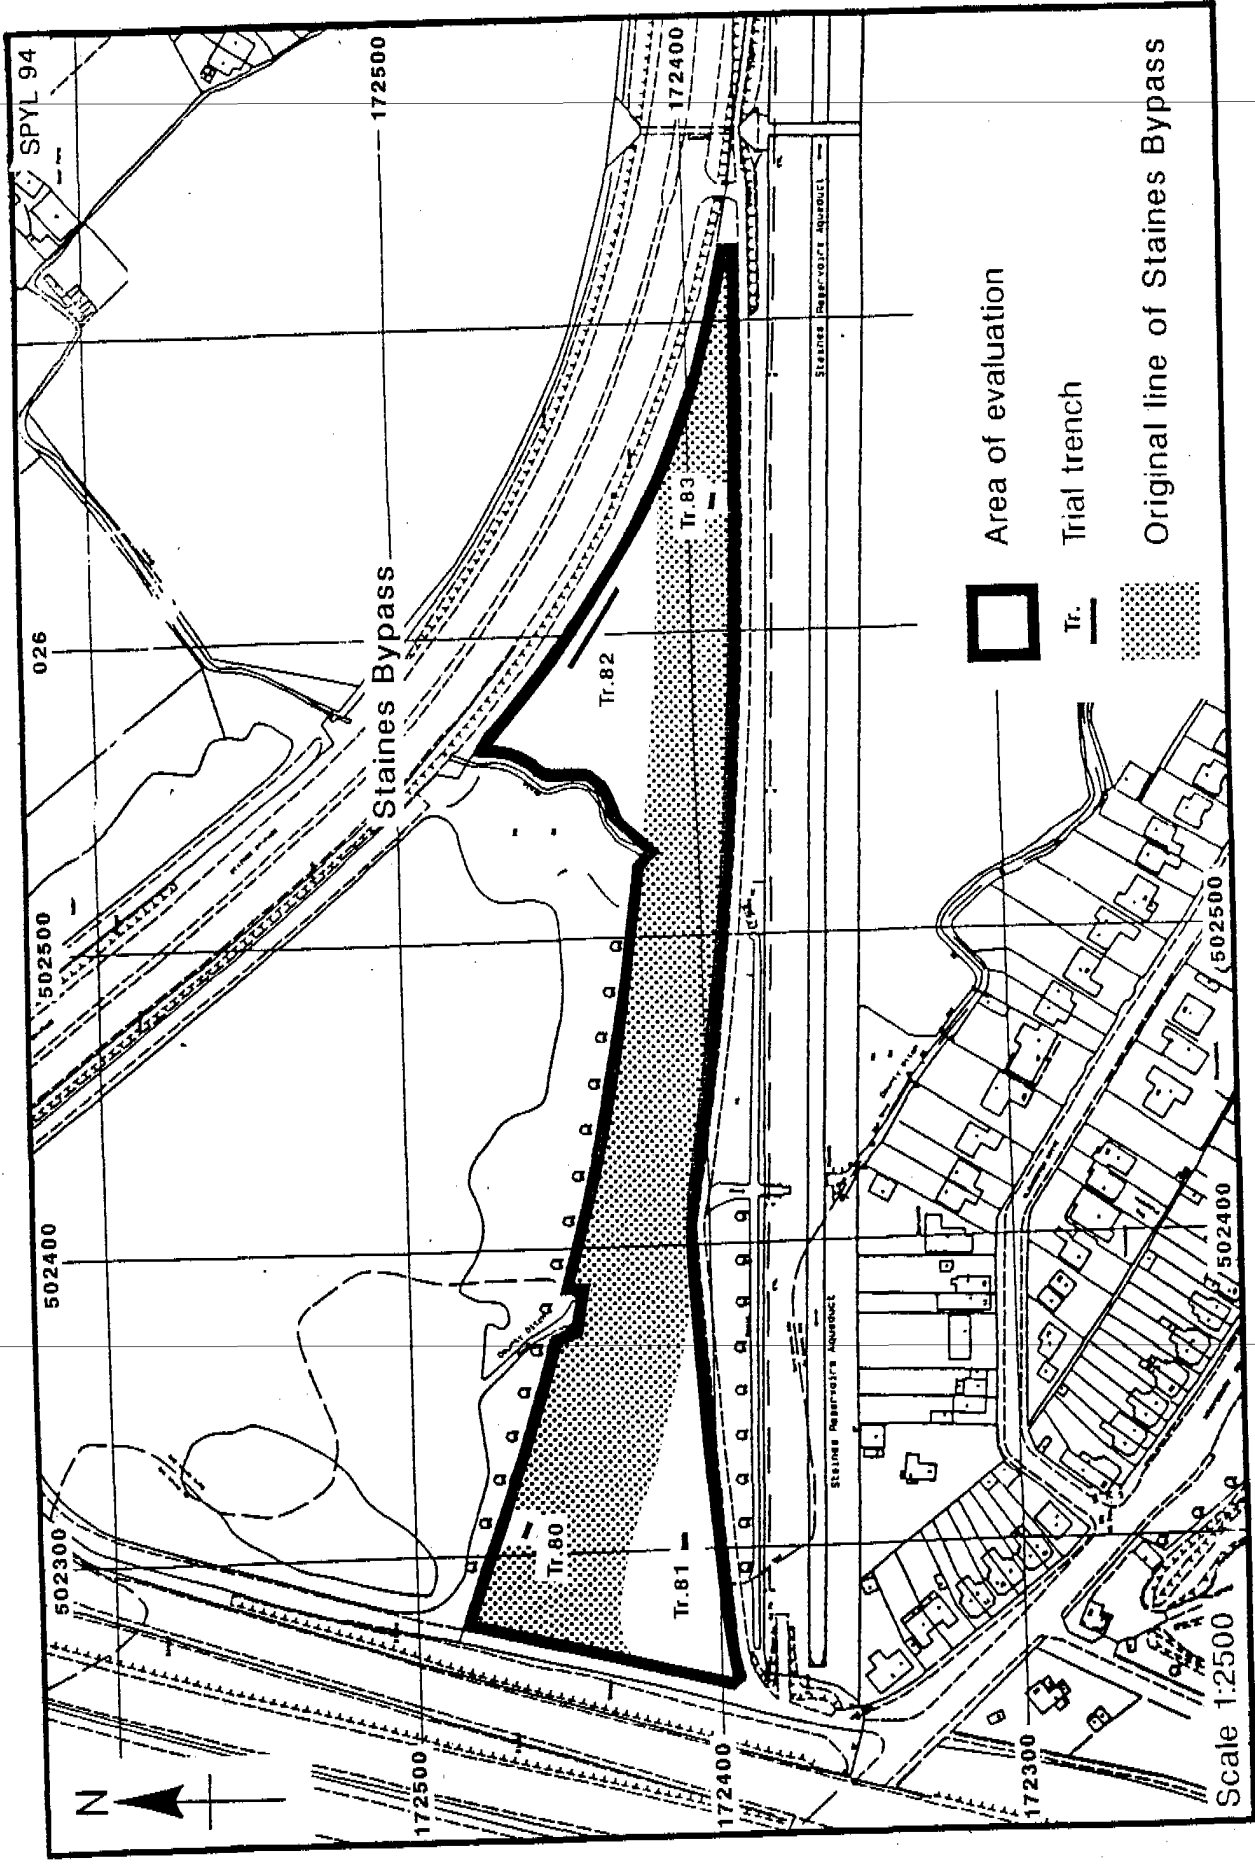 SPYL 94
N
172500
172400
026
502500
502400
502300
Staines Bypass
Tr.82
Tr.83
Tr.80
Tr.81
Staines Reservoirs Aqueduct
Staines Reservoirs Aqueduct
172500
172400
172300
502500
502400
Area of evaluation
Tr.
Trial trench
Original line of Staines Bypass
Scale 1:2500